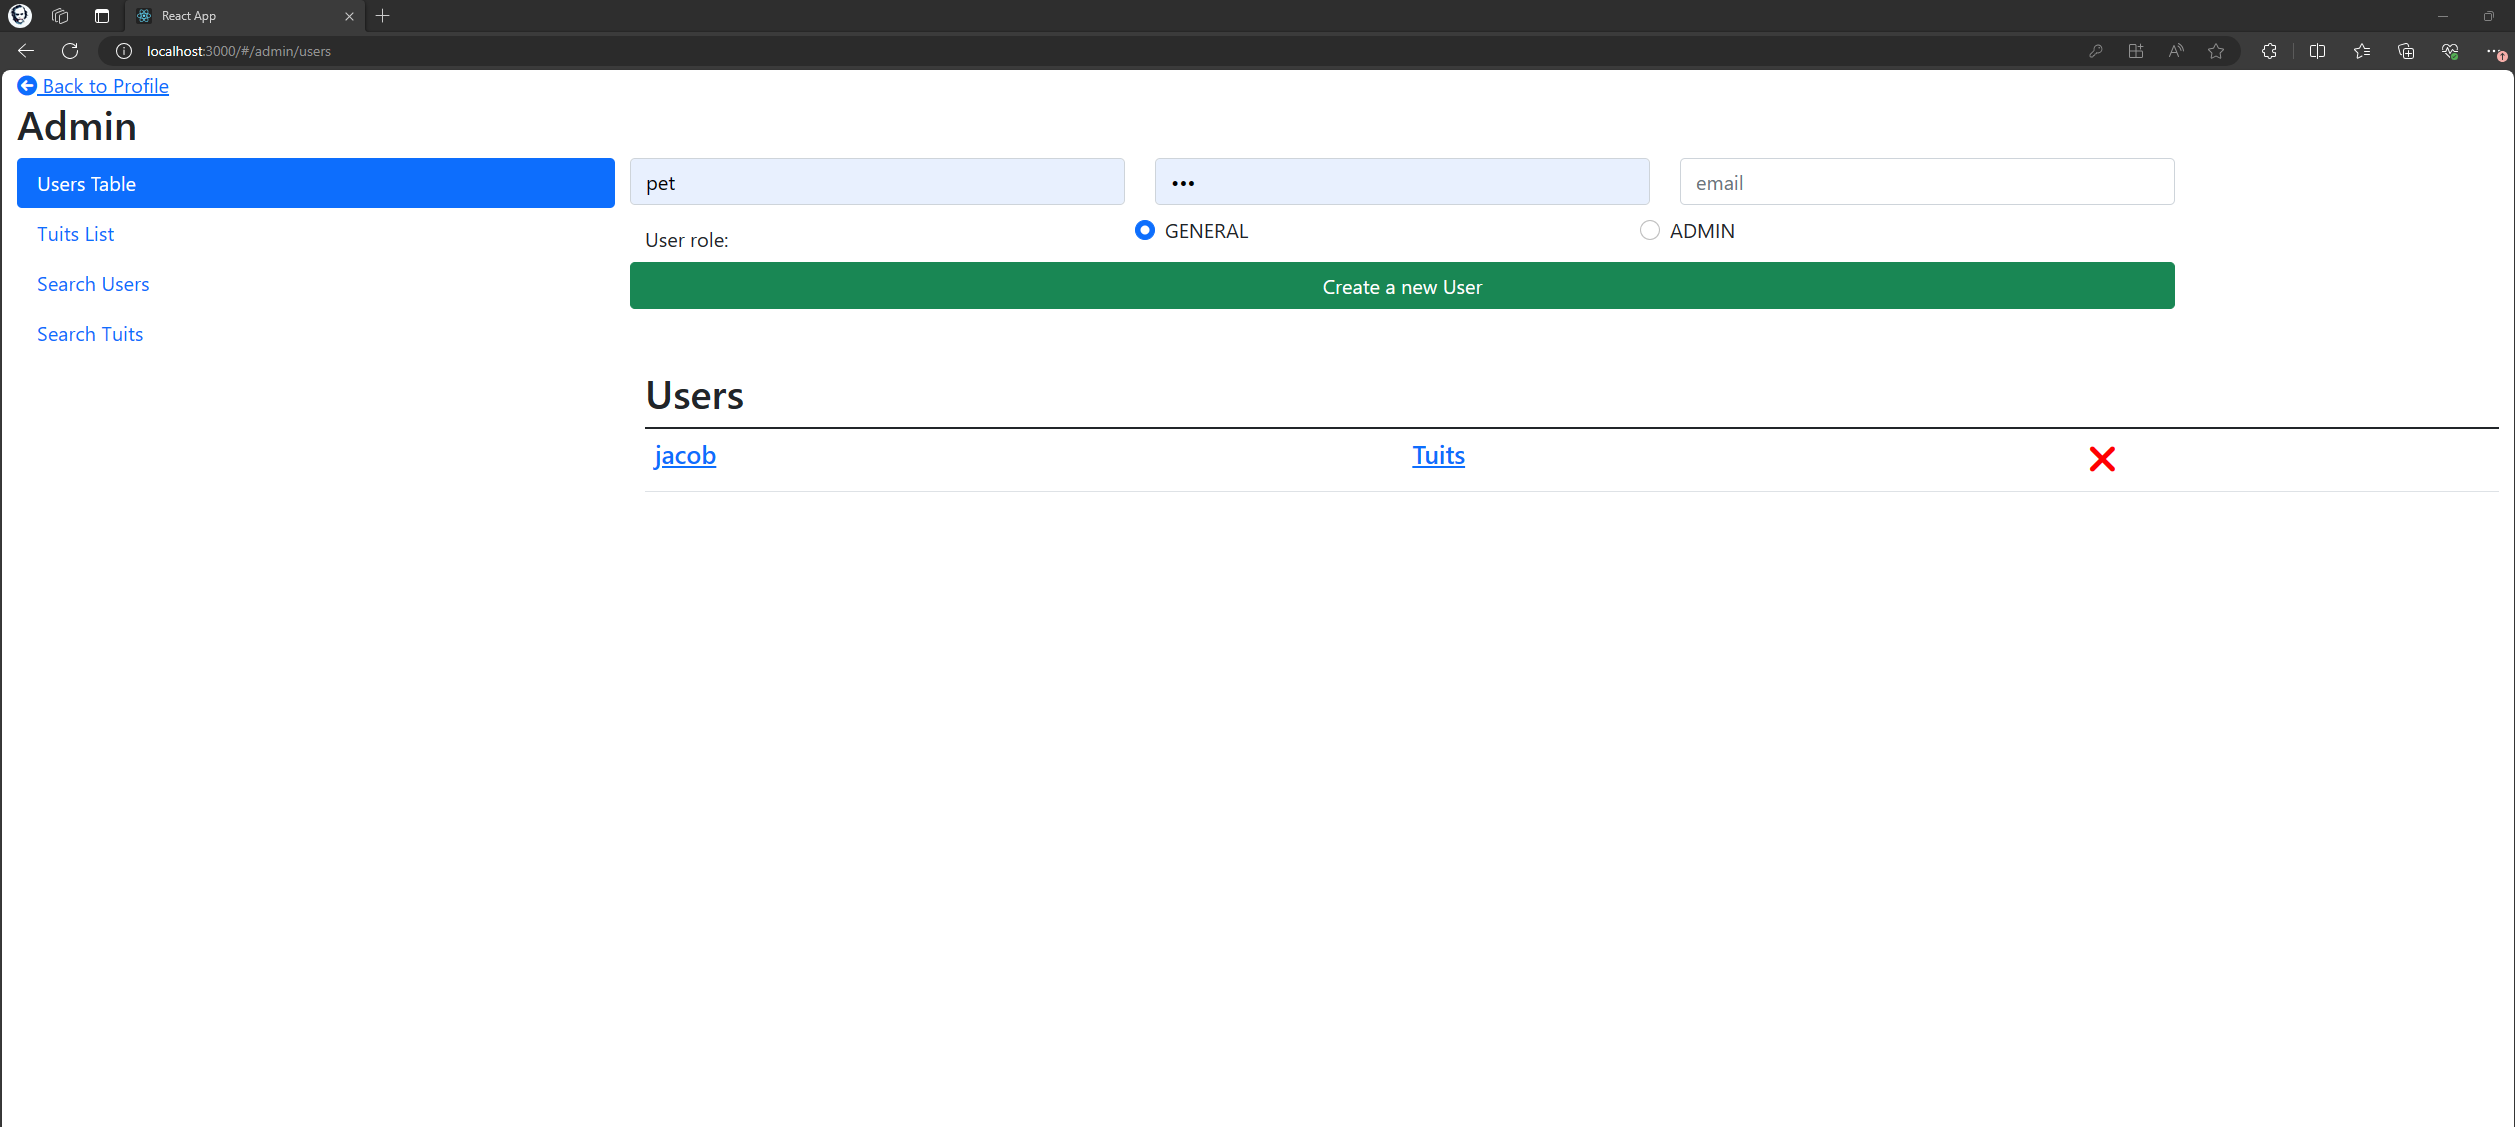 React App
localhost:3000/#/admin/users
Back to Profile
Admin
Users Table
pet
•••
email
Tuits List
User role:
GENERAL
ADMIN
Search Users
Create a new User
Search Tuits
Users
jacob
Tuits